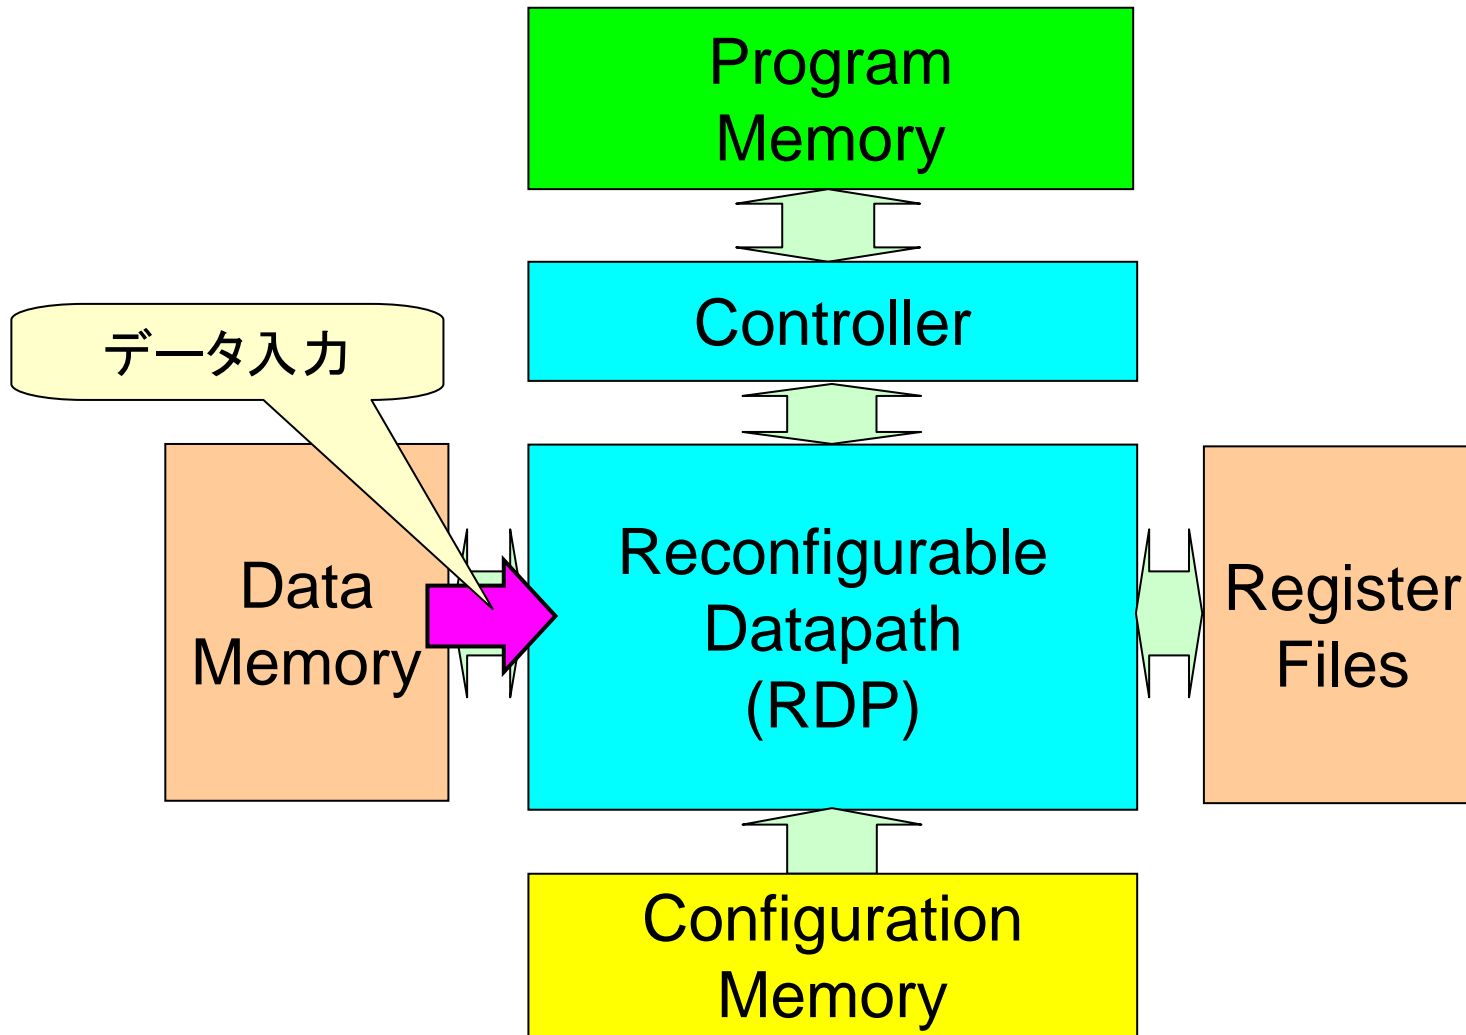 Program
Memory
Controller
データ入力
Data
Memory
Reconfigurable
Datapath
(RDP)
Register
Files
Configuration
Memory